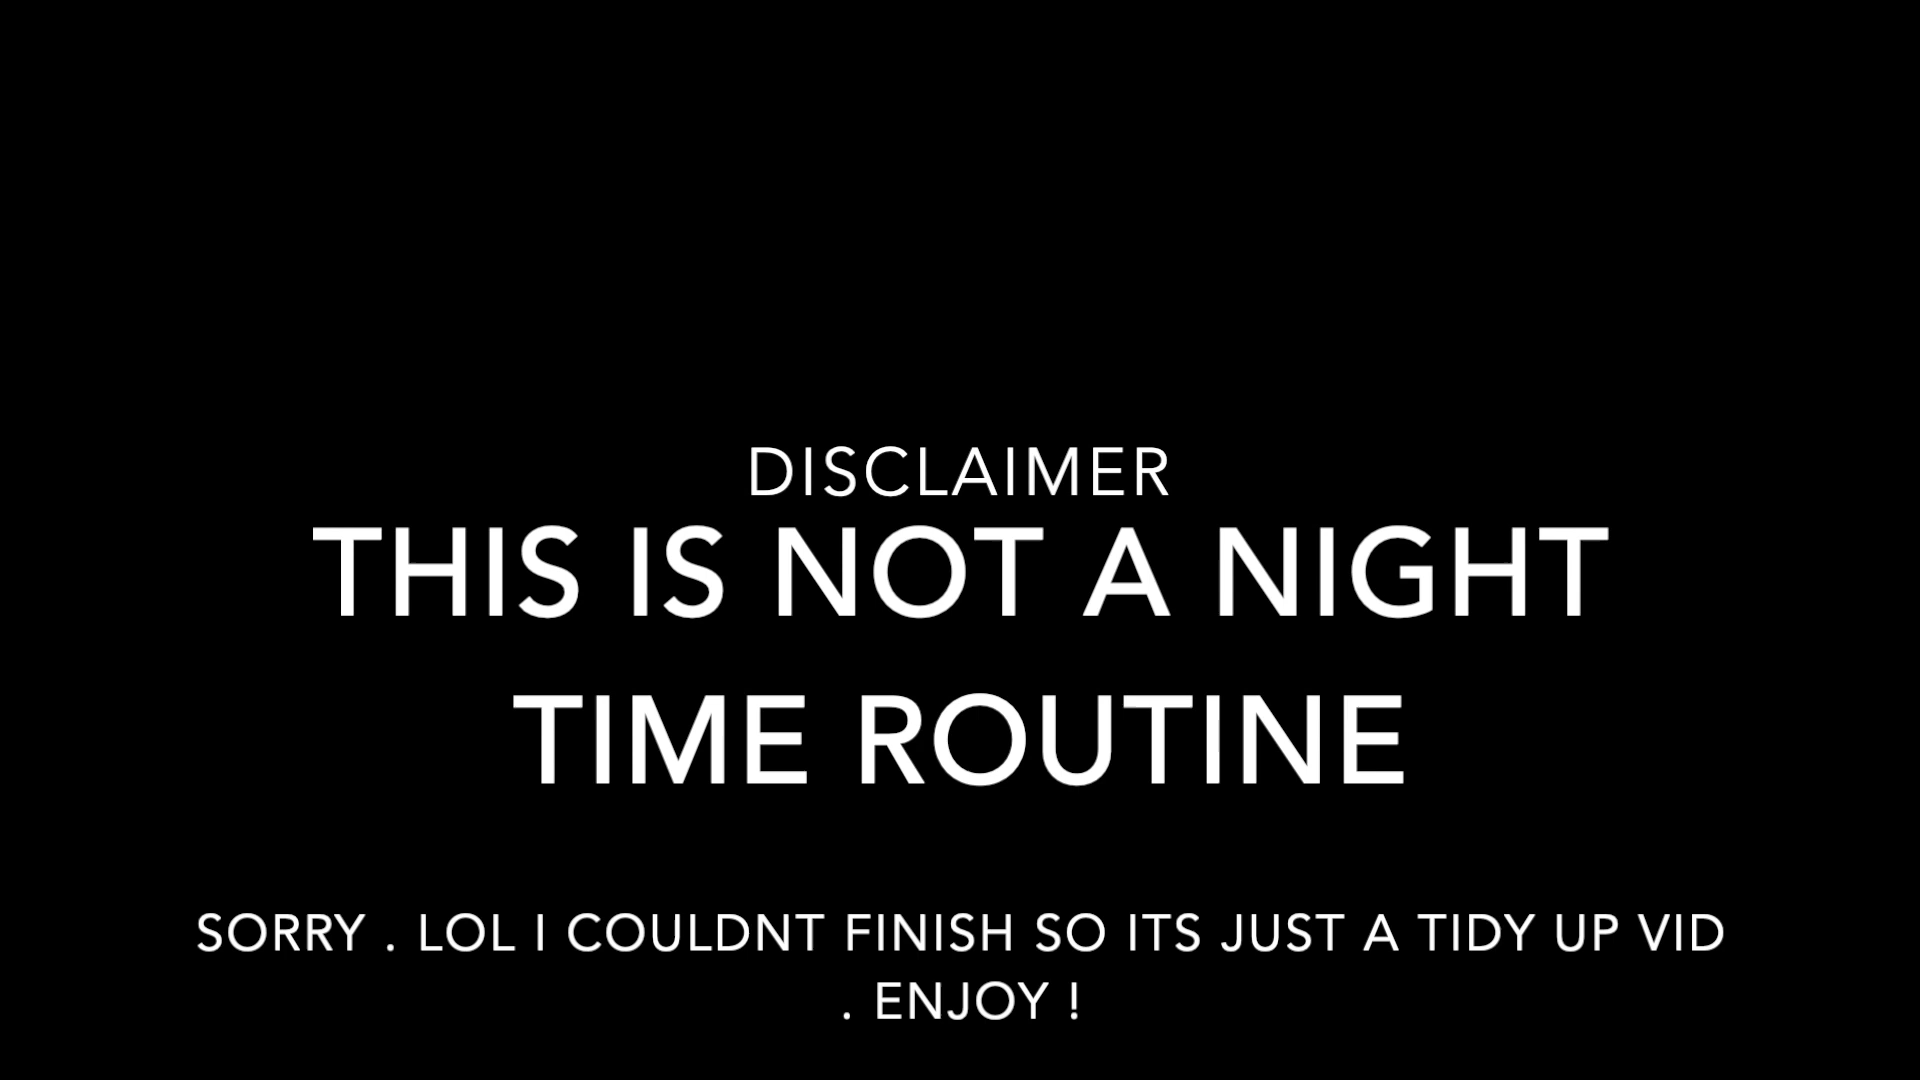 DISCLAIMER
THIS IS NOT A NIGHT
TIME ROUTINE
SORRY . LOL I COULDNT FINISH SO ITS JUST A TIDY UP VID
. ENJOY !